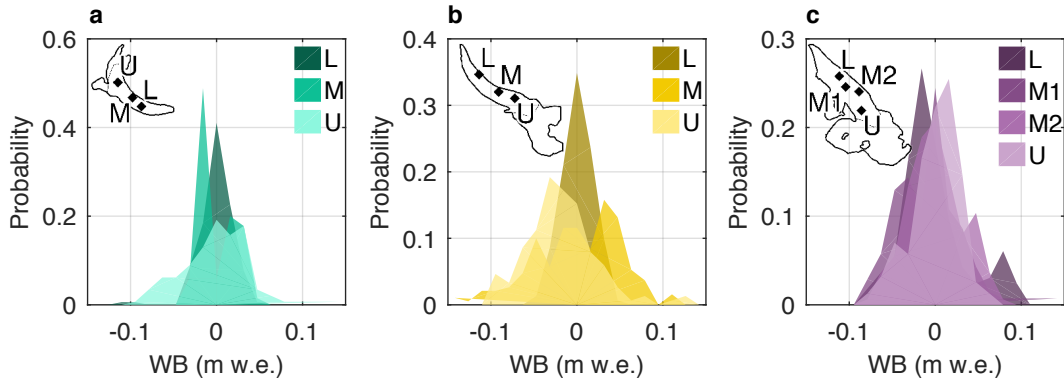 a
Probability
0.6
0.4
0.2
0
-0.1
0
0.1
WB (m w.e.)
U
L
M
L
M
U
b
Probability
0.4
0.3
0.2
0.1
0
-0.1
0
0.1
WB (m w.e.)
L
M
U
L
M
U
c
Probability
0.3
0.2
0.1
0
-0.1
0
0.1
WB (m w.e.)
L
M2
M1
U
L
M1
M2
U